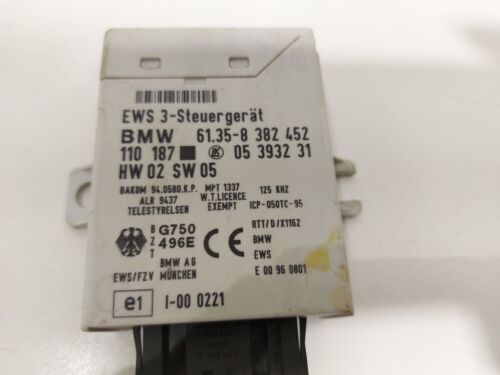 EWS 3-Steuergerät
BMW 61.35-8 382 452
110 187 05 3932 31
HW 02 SW 05
BAKOM 94.0580.K.P. MPT 1337 125 KHZ
ALR 9437 W.T.LICENCE
TELESTYRELSEN EXEMPT ICP-050TC-95
BZT G750 496E CE RTT/D/X1162
BMW
EWS
BMW AG
EWS/FZV MÜNCHEN E 00 96 0801
e1 I-00 0221